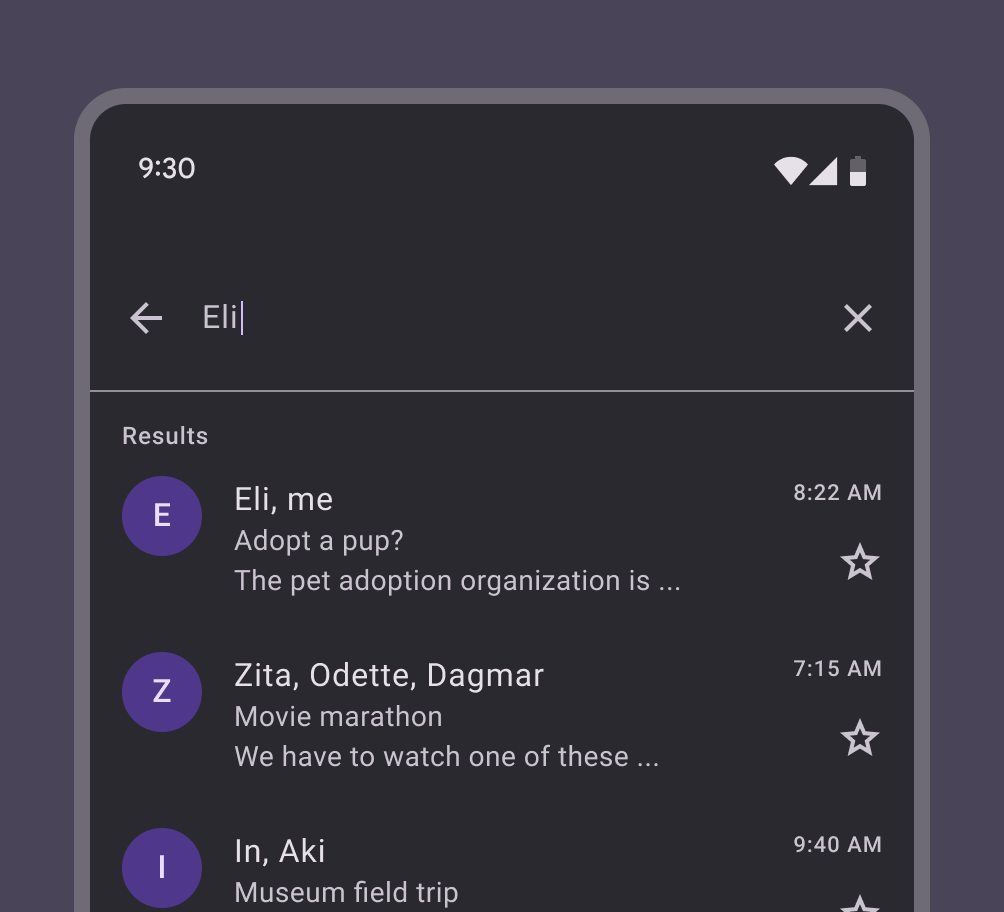 9:30
Eli
Results
E
Eli, me
8:22 AM
Adopt a pup?
The pet adoption organization is ...
Z
Zita, Odette, Dagmar
7:15 AM
Movie marathon
We have to watch one of these ...
I
In, Aki
9:40 AM
Museum field trip